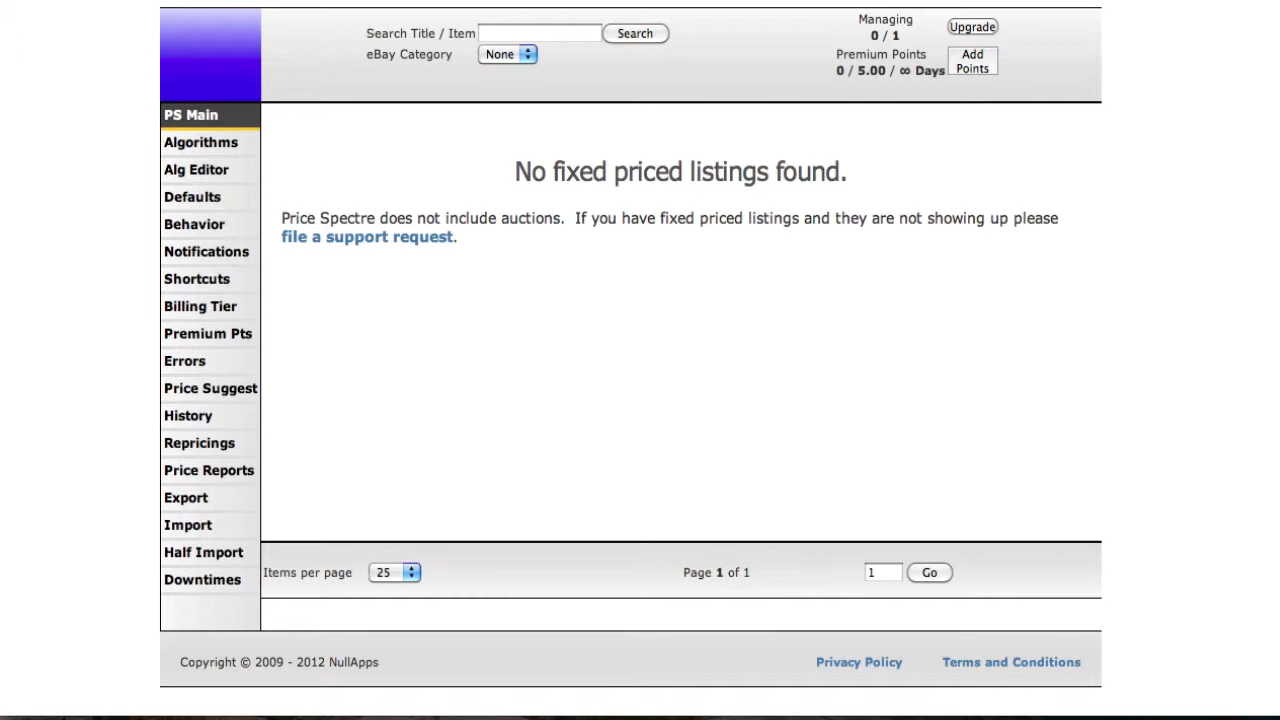 Search Title / Item
Search
eBay Category
None
Managing
0 / 1
Upgrade
Premium Points
0 / 5.00 / ∞ Days
Add
Points
PS Main
Algorithms
Alg Editor
Defaults
Behavior
Notifications
Shortcuts
Billing Tier
Premium Pts
Errors
Price Suggest
History
Repricings
Price Reports
Export
Import
Half Import
Downtimes
No fixed priced listings found.
Price Spectre does not include auctions. If you have fixed priced listings and they are not showing up please
file a support request.
Items per page 25
Page 1 of 1
1 Go
Copyright © 2009 - 2012 NullApps
Privacy Policy
Terms and Conditions